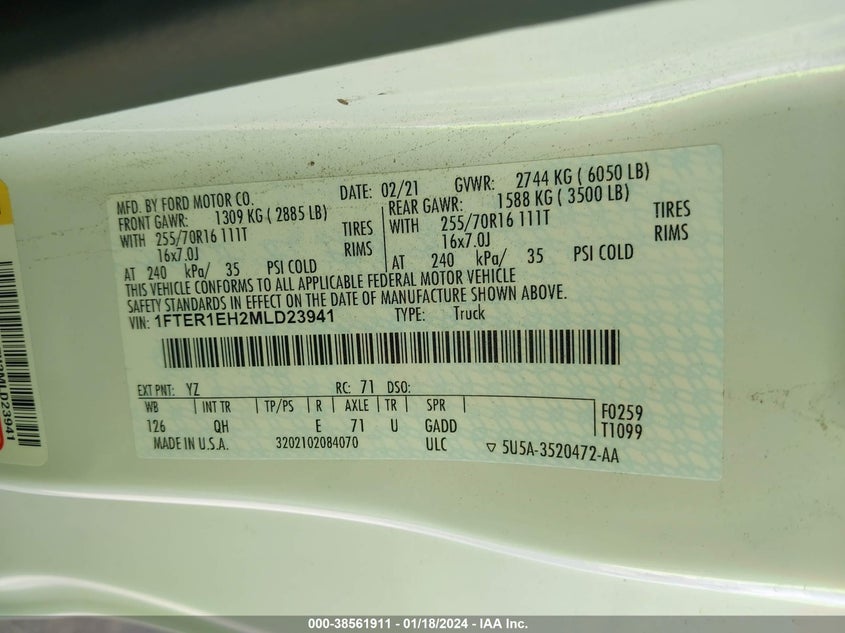 MFD. BY FORD MOTOR CO. DATE: 02/21 GVWR: 2744 KG ( 6050 LB)
FRONT GAWR: 1309 KG ( 2885 LB) REAR GAWR: 1588 KG ( 3500 LB)
WITH 255/70R16 111T TIRES WITH 255/70R16 111T TIRES
16x7.0J RIMS 16x7.0J RIMS
AT 240 kPa/ 35 PSI COLD AT 240 kPa/ 35 PSI COLD
THIS VEHICLE CONFORMS TO ALL APPLICABLE FEDERAL MOTOR VEHICLE
SAFETY STANDARDS IN EFFECT ON THE DATE OF MANUFACTURE SHOWN ABOVE.
VIN: 1FTER1EH2MLD23941 TYPE: Truck
EXT PNT: YZ RC: 71 DSO:
WB INT TR TP/PS R AXLE TR SPR
126 QH E 71 U GADD
F0259
T1099
MADE IN U.S.A. 3202102084070 ULC 5U5A-3520472-AA
MLD23941
000-38561911 - 01/18/2024 - IAA Inc.